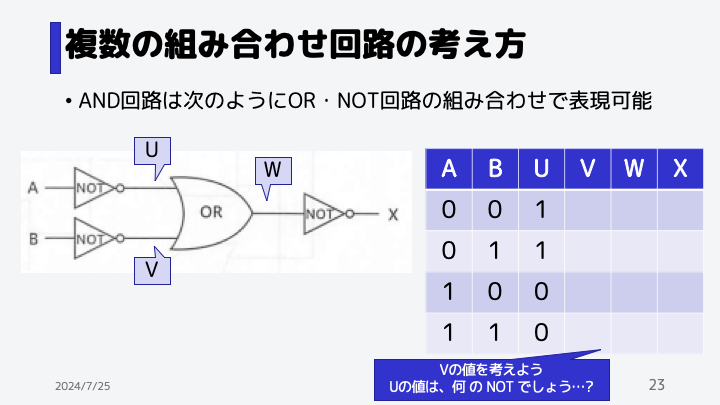 複数の組み合わせ回路の考え方
• AND回路は次のようにOR・NOT回路の組み合わせで表現可能
U
W
A NOT
OR
NOT X
B NOT
V
A B U V W X
0 0 1
0 1 1
1 0 0
1 1 0
Vの値を考えよう
Uの値は、何 の NOT でしょう…?
2024/7/25
23